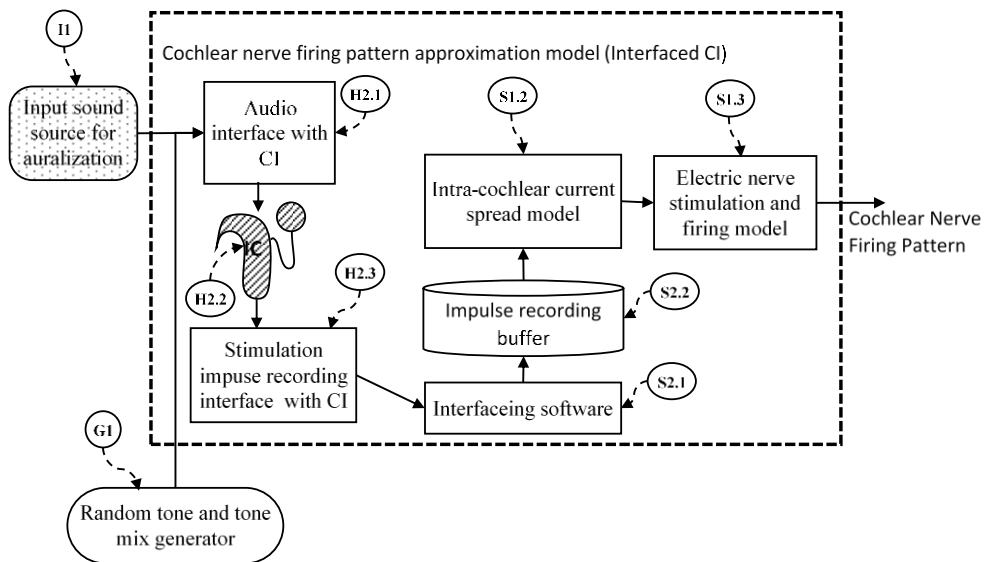 I1
Cochlear nerve firing pattern approximation model (Interfaced CI)
Input sound
source for
auralization
Audio
interface with
CI
H2.1
S1.2
S1.3
Intra-cochlear current
spread model
Electric nerve
stimulation and
firing model
Cochlear Nerve
Firing Pattern
IC
H2.2
H2.3
Impulse recording
buffer
S2.2
Stimulation
impuse recording
interface with CI
Interfaceing software
S2.1
G1
Random tone and tone
mix generator